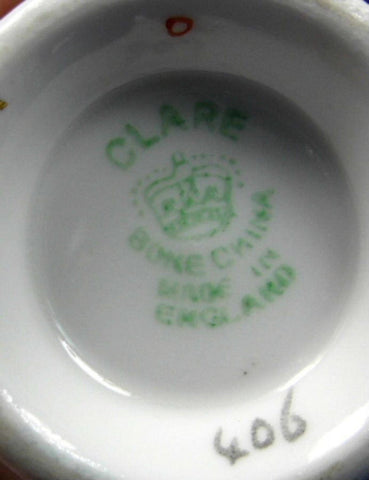 CLARE
BONE CHINA
MADE IN
ENGLAND
406